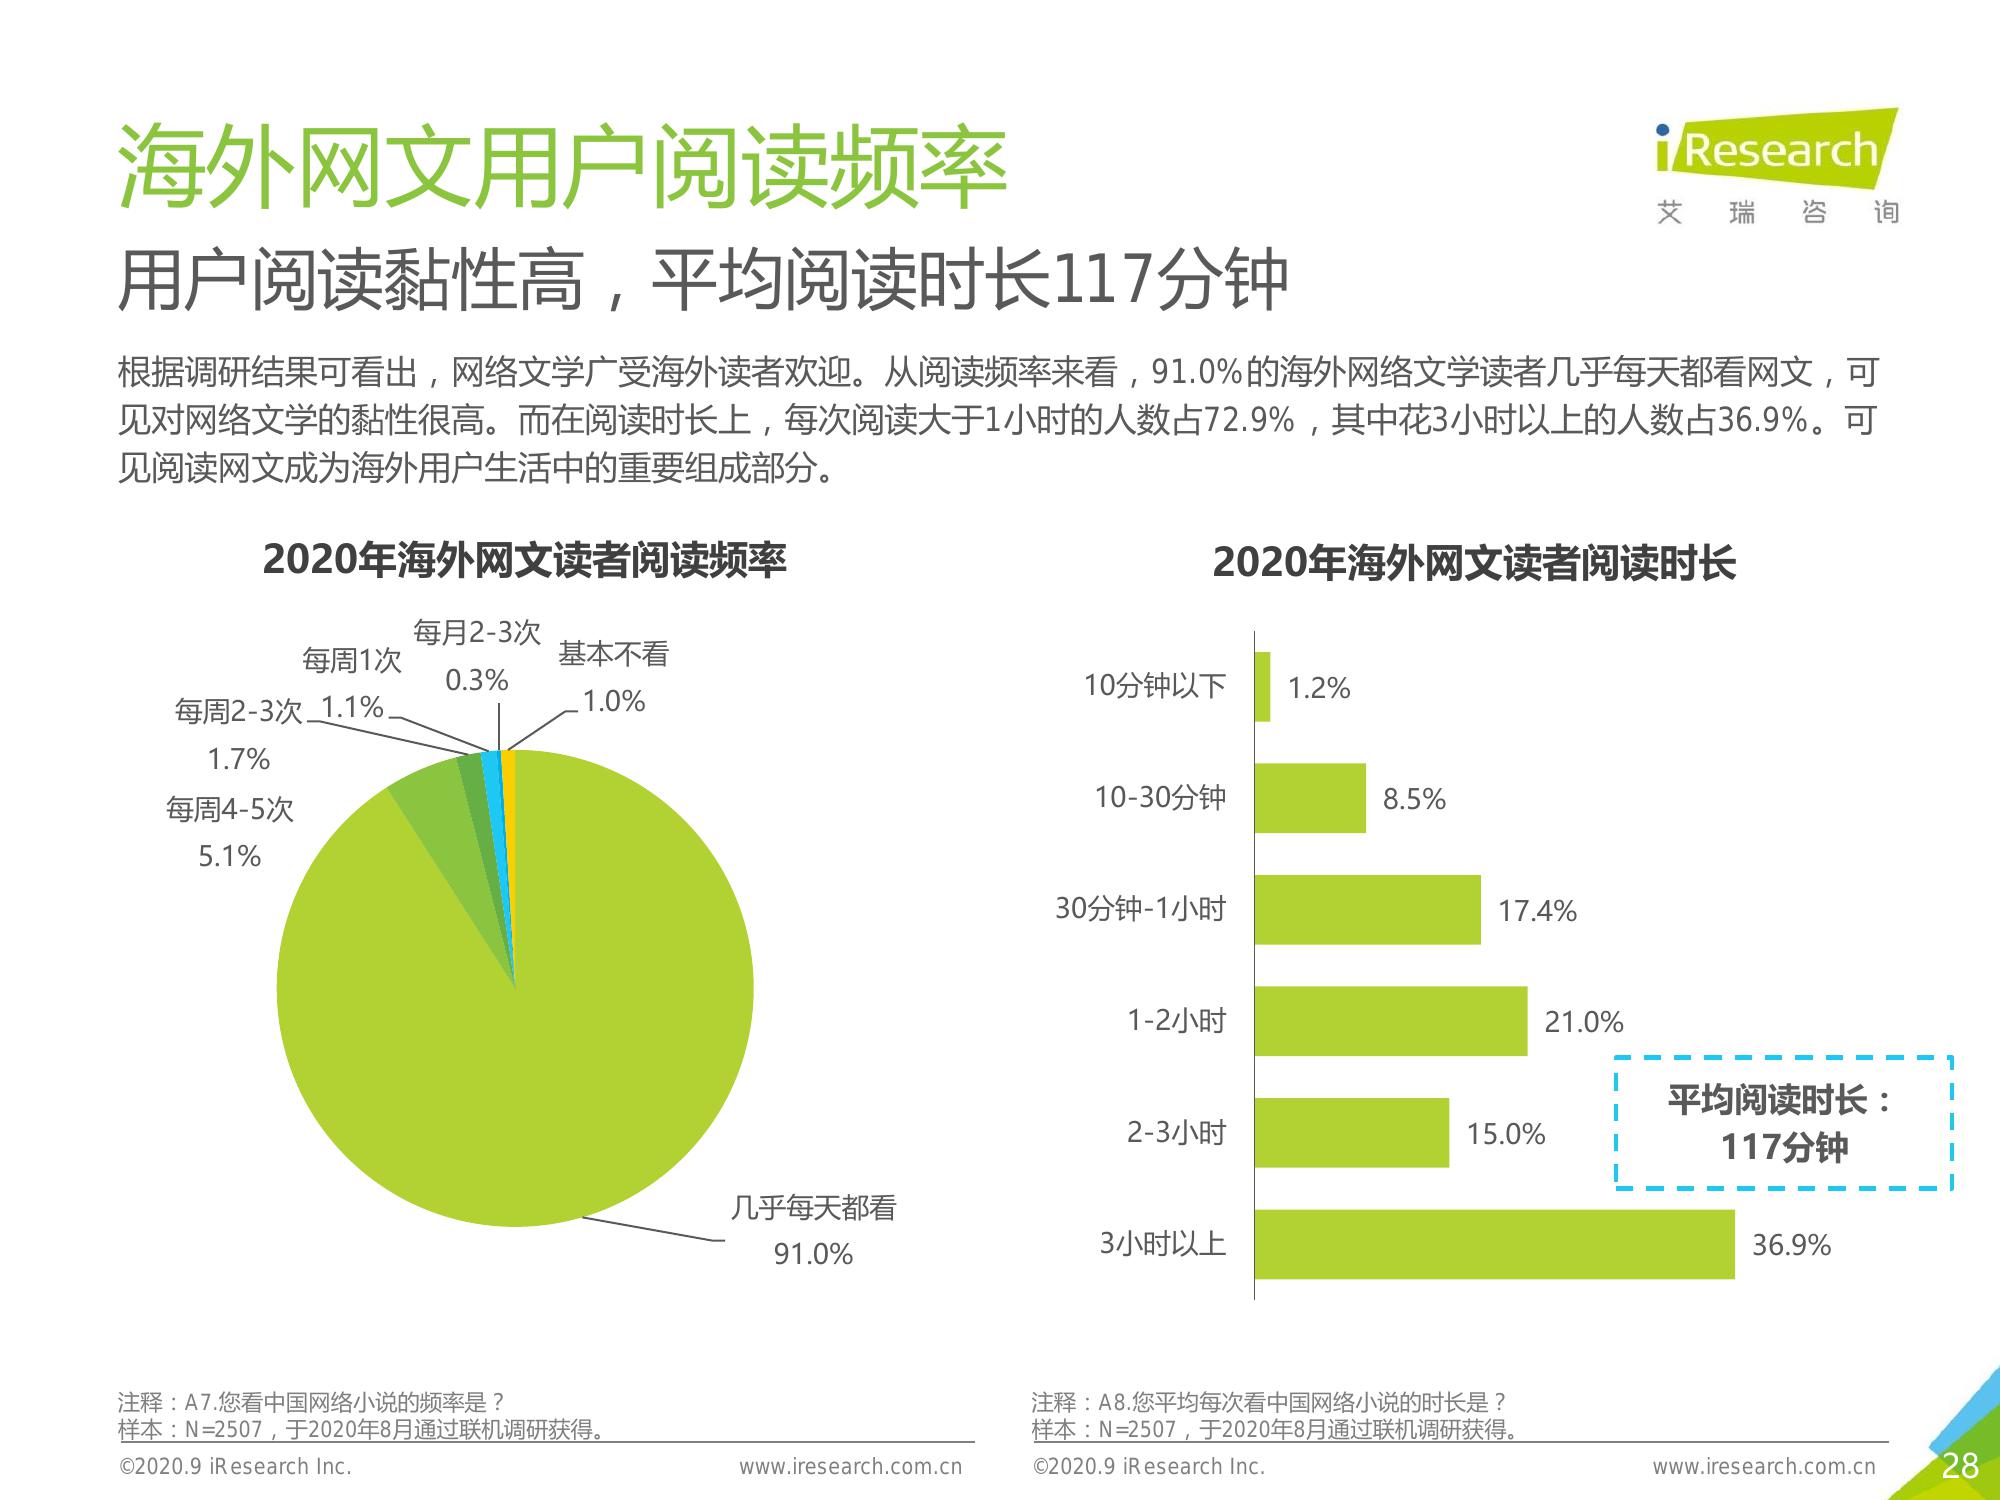 海外网文用户阅读频率
iResearch
艾瑞咨询
用户阅读黏性高，平均阅读时长117分钟
根据调研结果可看出，网络文学广受海外读者欢迎。从阅读频率来看，91.0%的海外网络文学读者几乎每天都看网文，可
见对网络文学的黏性很高。而在阅读时长上，每次阅读大于1小时的人数占72.9%，其中花3小时以上的人数占36.9%。可
见阅读网文成为海外用户生活中的重要组成部分。
2020年海外网文读者阅读频率
每月2-3次
0.3%
基本不看
1.0%
每周1次
1.1%
每周2-3次
1.7%
每周4-5次
5.1%
几乎每天都看
91.0%
2020年海外网文读者阅读时长
10分钟以下
1.2%
10-30分钟
8.5%
30分钟-1小时
17.4%
1-2小时
21.0%
2-3小时
15.0%
3小时以上
36.9%
平均阅读时长：
117分钟
注释：A7.您看中国网络小说的频率是？
样本：N=2507，于2020年8月通过联机调研获得。
©2020.9 iResearch Inc.
www.iresearch.com.cn
注释：A8.您平均每次看中国网络小说的时长是？
样本：N=2507，于2020年8月通过联机调研获得。
©2020.9 iResearch Inc.
www.iresearch.com.cn
28